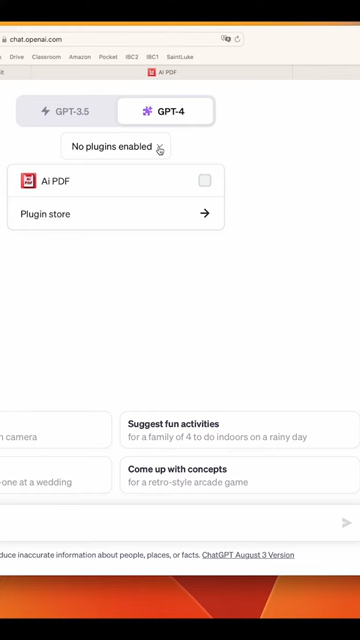 chat.openai.com
Drive Classroom Amazon Pocket IBC2 IBC1 SaintLuke
AI PDF
GPT-3.5 GPT-4
No plugins enabled
Ai PDF
Plugin store
Suggest fun activities
n camera for a family of 4 to do indoors on a rainy day
Come up with concepts
-one at a wedding for a retro-style arcade game
duce inaccurate information about people, places, or facts. ChatGPT August 3 Version